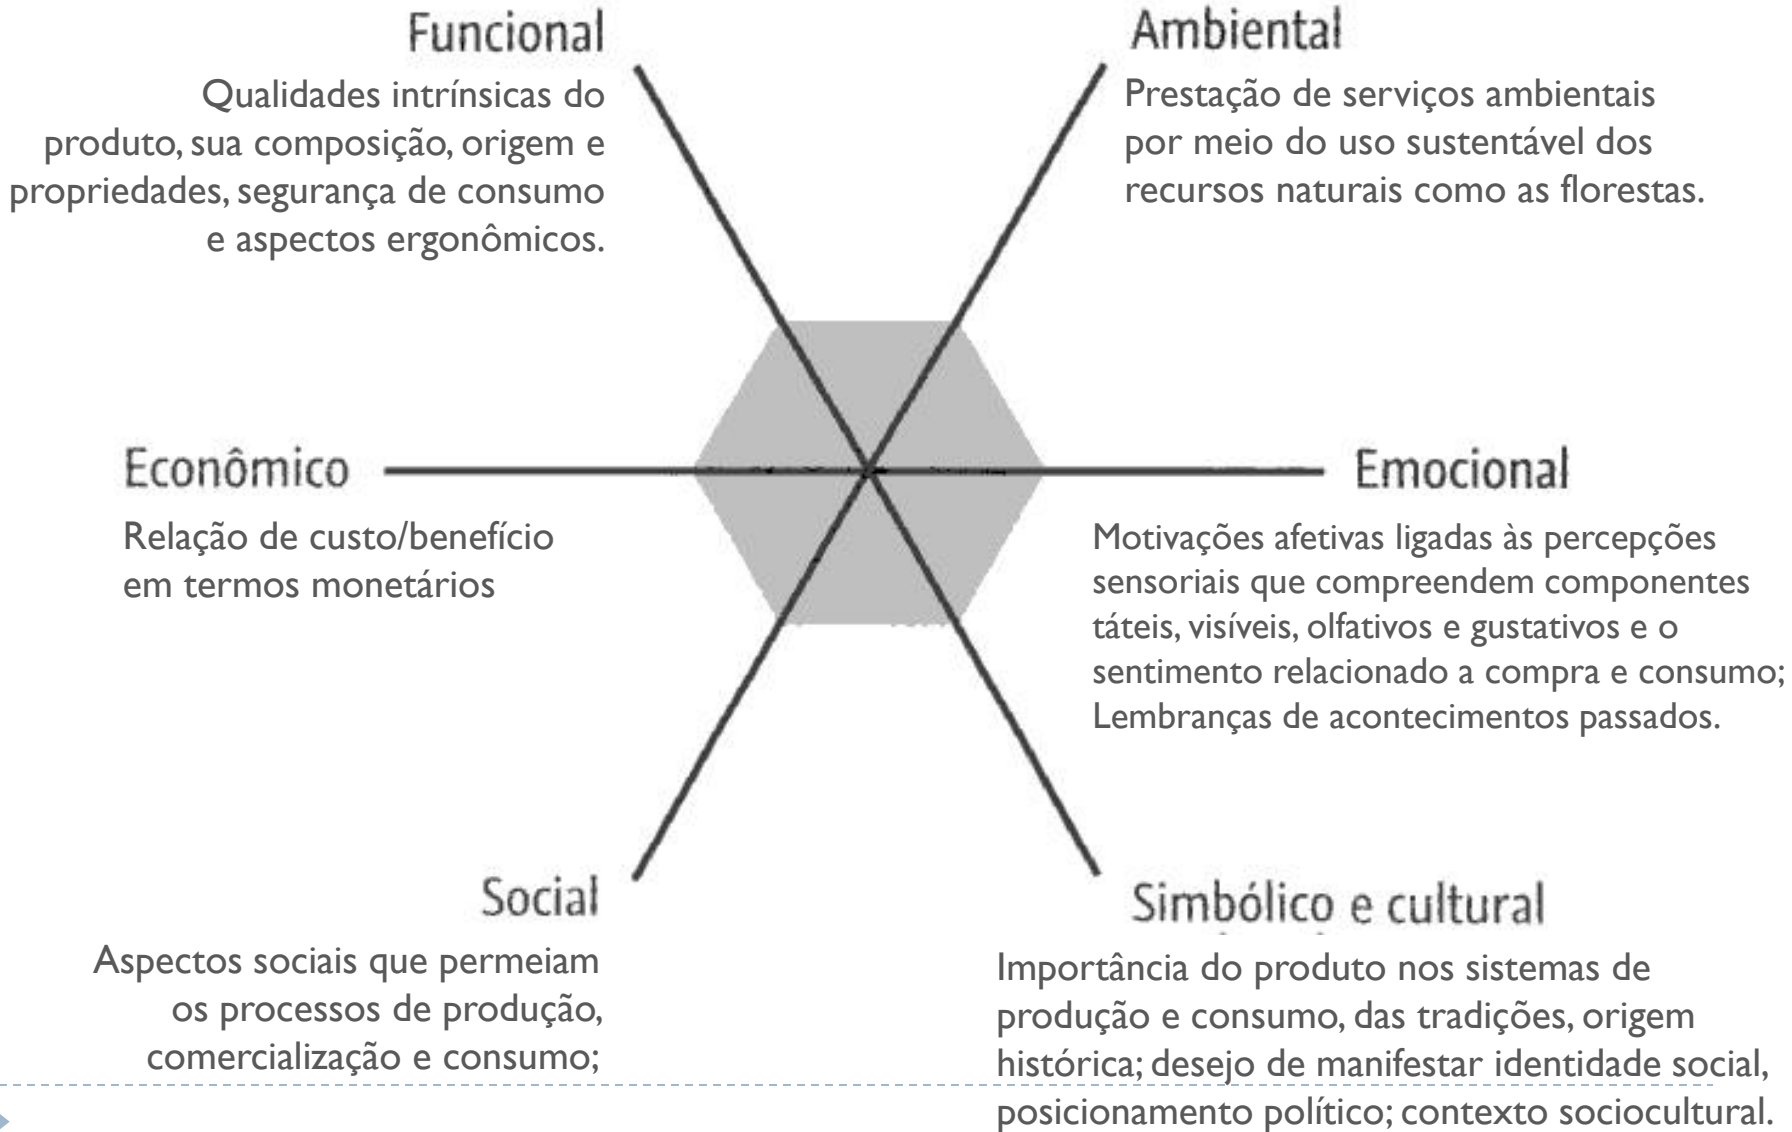 Funcional
Qualidades intrínsicas do
produto, sua composição, origem e
propriedades, segurança de consumo
e aspectos ergonômicos.
Ambiental
Prestação de serviços ambientais
por meio do uso sustentável dos
recursos naturais como as florestas.
Econômico
Relação de custo/benefício
em termos monetários
Emocional
Motivações afetivas ligadas às percepções
sensoriais que compreendem componentes
táteis, visíveis, olfativos e gustativos e o
sentimento relacionado a compra e consumo;
Lembranças de acontecimentos passados.
Social
Aspectos sociais que permeiam
os processos de produção,
comercialização e consumo;
Simbólico e cultural
Importância do produto nos sistemas de
produção e consumo, das tradições, origem
histórica; desejo de manifestar identidade social,
posicionamento político; contexto sociocultural.